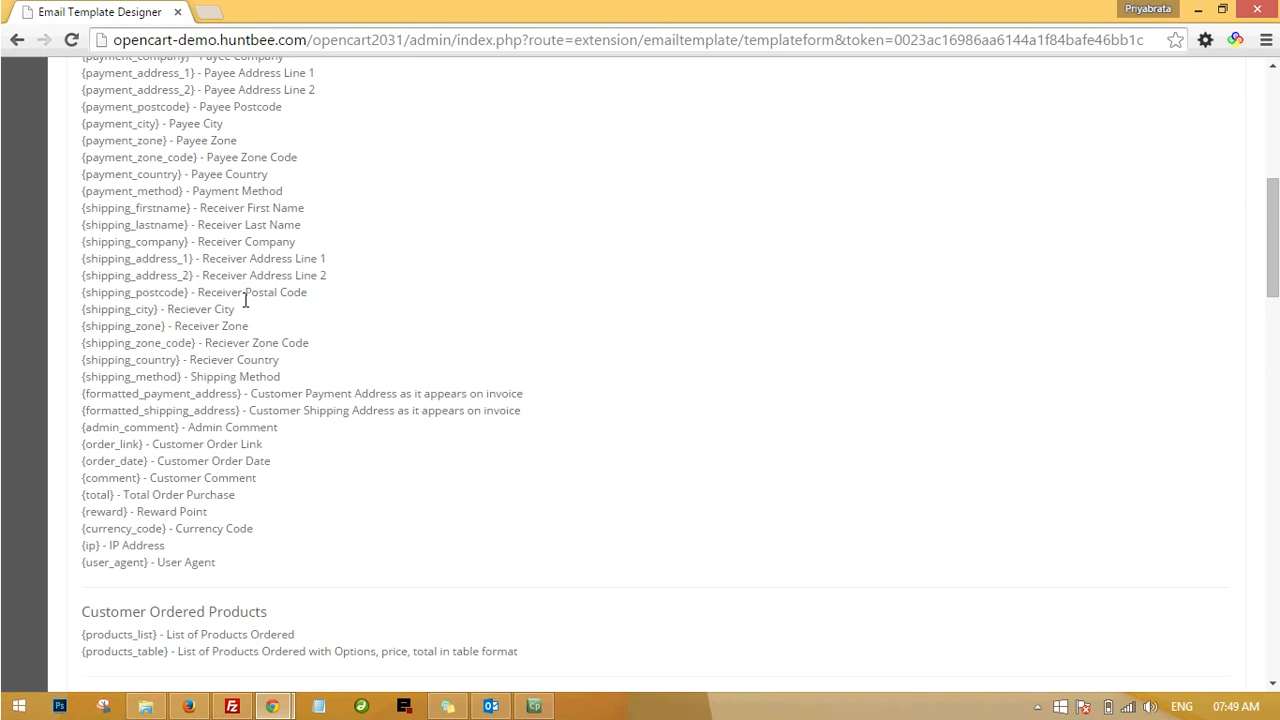 Email Template Designer
Priyabrata
opencart-demo.huntbee.com/opencart2031/admin/index.php?route=extension/emailtemplate/templateform&token=0023ac16986aa6144a1f84bafe46bb1c
{payment_company} - Payee Company
{payment_address_1} - Payee Address Line 1
{payment_address_2} - Payee Address Line 2
{payment_postcode} - Payee Postcode
{payment_city} - Payee City
{payment_zone} - Payee Zone
{payment_zone_code} - Payee Zone Code
{payment_country} - Payee Country
{payment_method} - Payment Method
{shipping_firstname} - Receiver First Name
{shipping_lastname} - Receiver Last Name
{shipping_company} - Receiver Company
{shipping_address_1} - Receiver Address Line 1
{shipping_address_2} - Receiver Address Line 2
{shipping_postcode} - Receiver Postal Code
{shipping_city} - Reciever City
{shipping_zone} - Receiver Zone
{shipping_zone_code} - Reciever Zone Code
{shipping_country} - Reciever Country
{shipping_method} - Shipping Method
{formatted_payment_address} - Customer Payment Address as it appears on invoice
{formatted_shipping_address} - Customer Shipping Address as it appears on invoice
{admin_comment} - Admin Comment
{order_link} - Customer Order Link
{order_date} - Customer Order Date
{comment} - Customer Comment
{total} - Total Order Purchase
{reward} - Reward Point
{currency_code} - Currency Code
{ip} - IP Address
{user_agent} - User Agent
Customer Ordered Products
{products_list} - List of Products Ordered
{products_table} - List of Products Ordered with Options, price, total in table format
ENG
07:49 AM